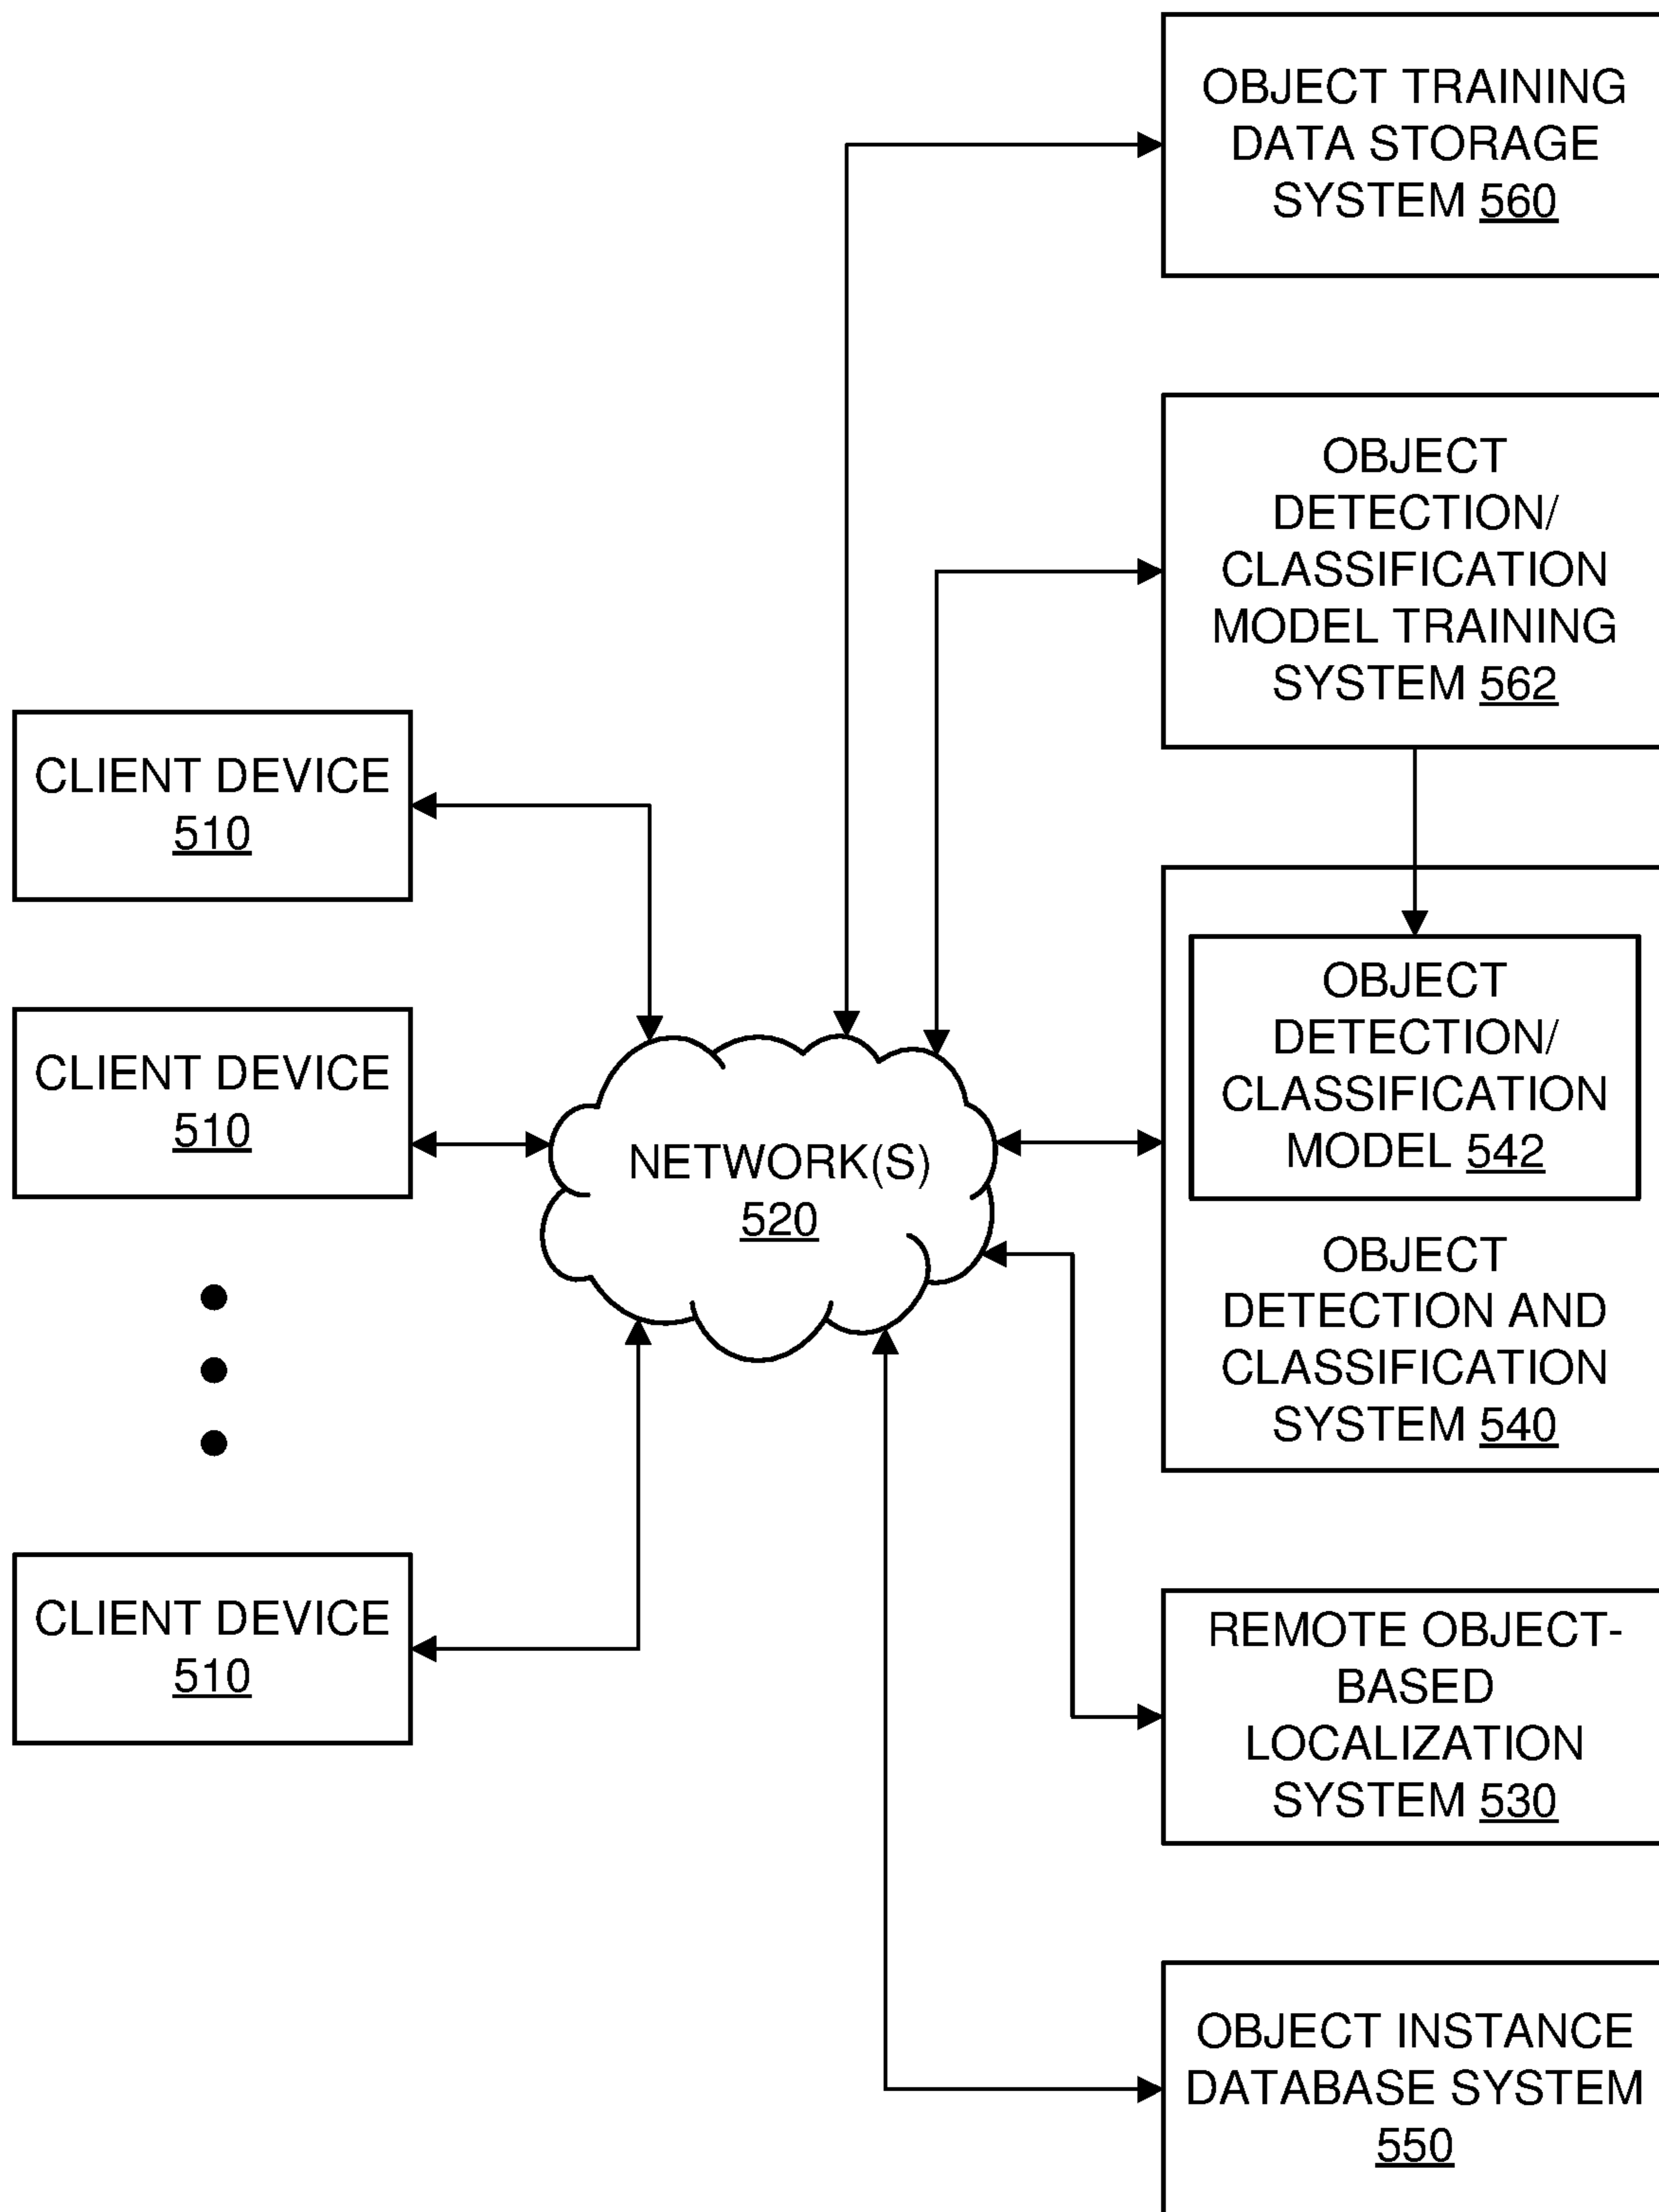 OBJECT TRAINING
DATA STORAGE
SYSTEM 560
OBJECT
DETECTION/
CLASSIFICATION
MODEL TRAINING
SYSTEM 562
CLIENT DEVICE
510
CLIENT DEVICE
510
CLIENT DEVICE
510
NETWORK(S)
520
OBJECT
DETECTION/
CLASSIFICATION
MODEL 542
OBJECT
DETECTION AND
CLASSIFICATION
SYSTEM 540
REMOTE OBJECT-
BASED
LOCALIZATION
SYSTEM 530
OBJECT INSTANCE
DATABASE SYSTEM
550